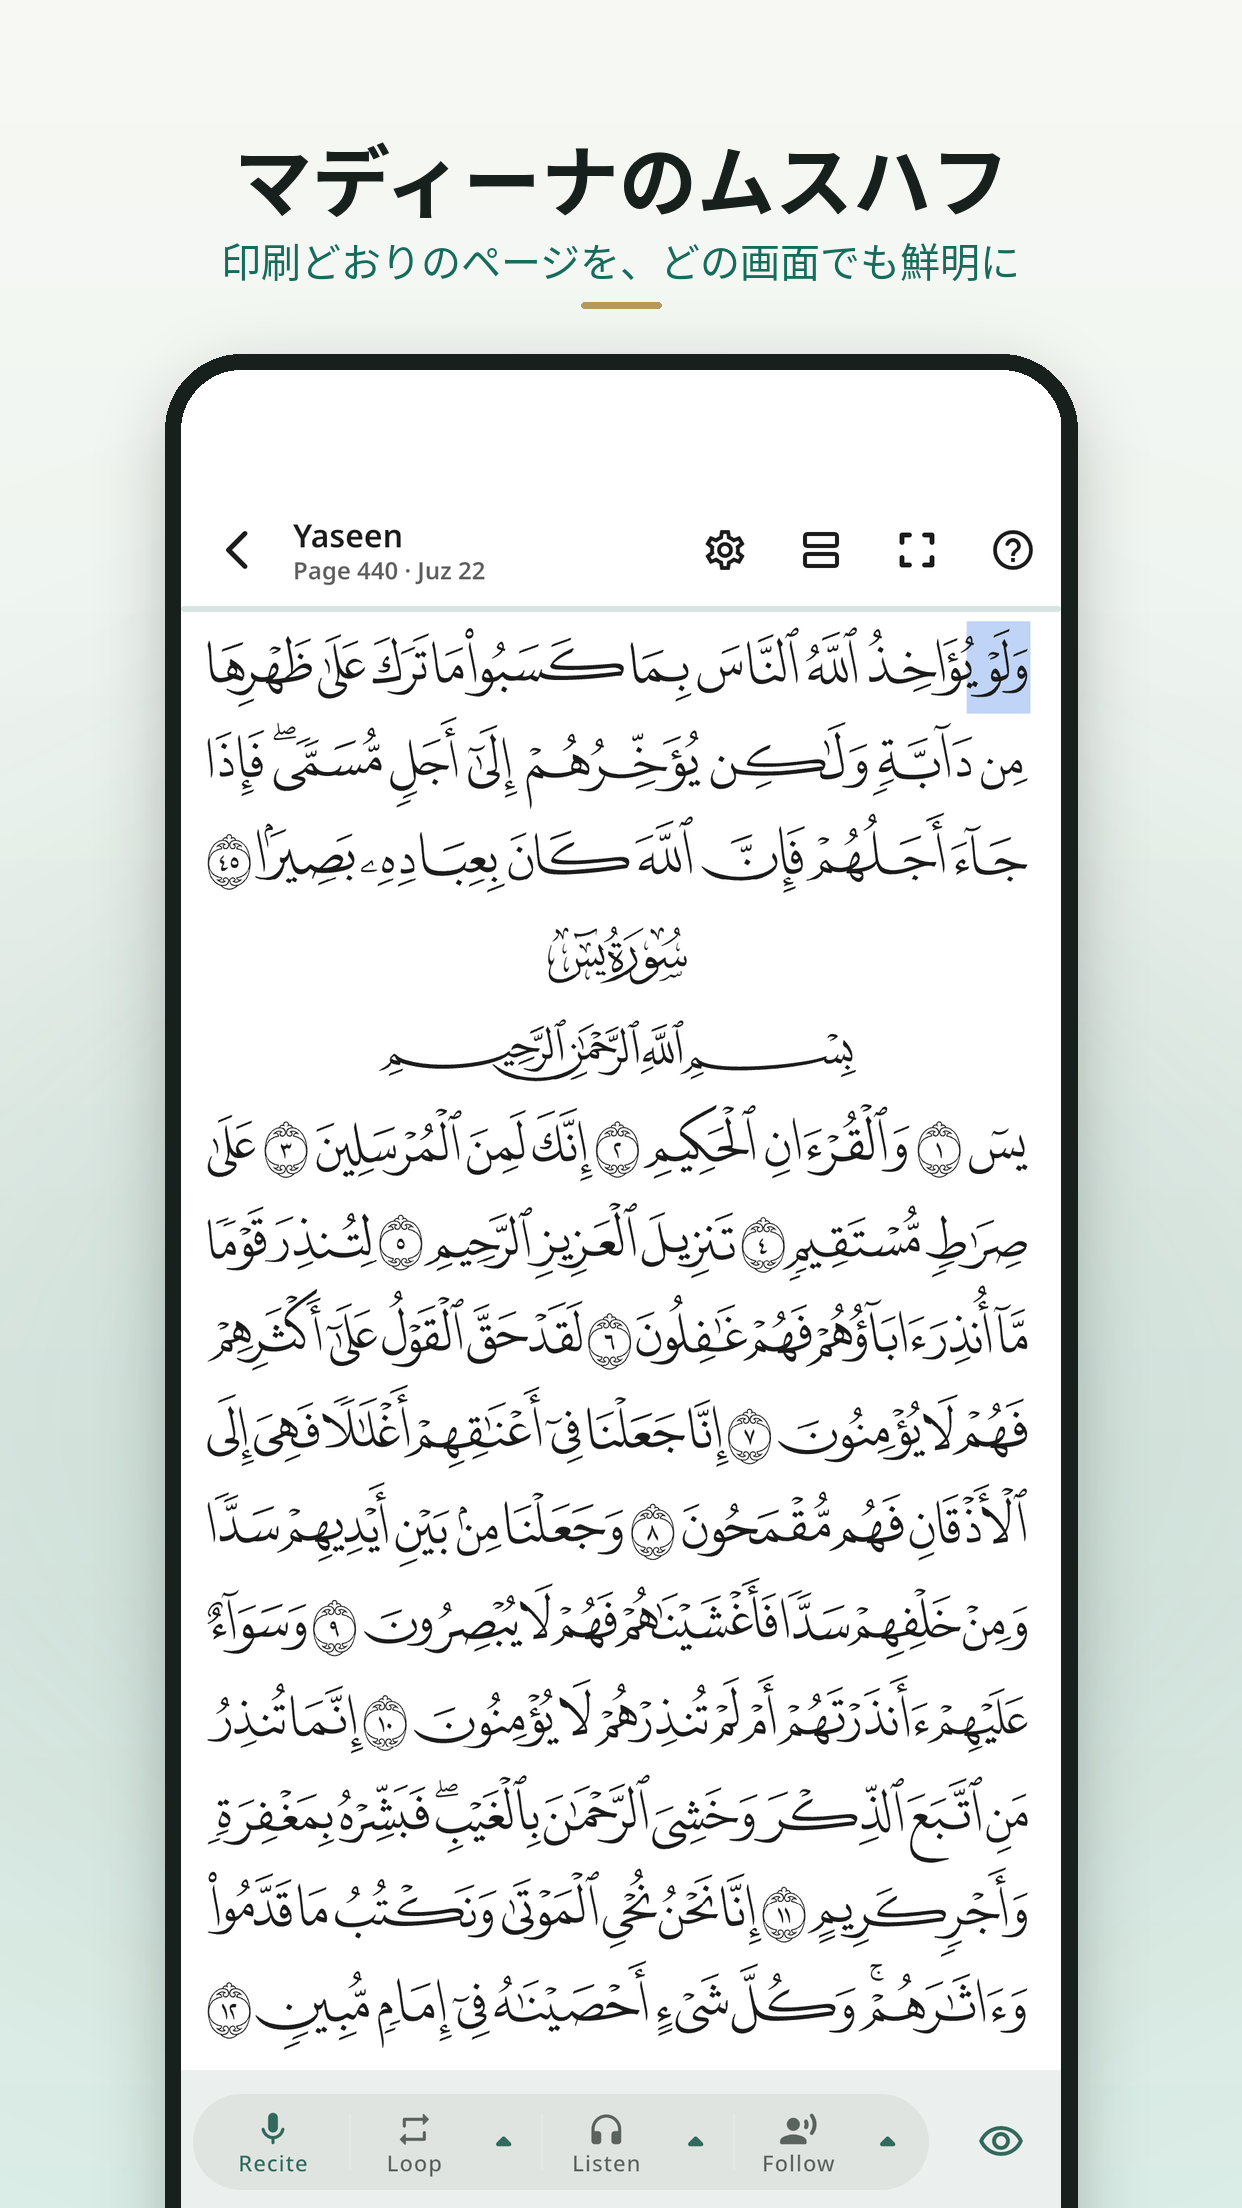 マディーナのムスハフ
印刷どおりのページを、どの画面でも鮮明に
Yaseen
Page 440 · Juz 22
وَلَوْ يُؤَاخِذُ ٱللَّهُ ٱلنَّاسَ بِمَا كَسَبُوا۟ مَا تَرَكَ عَلَىٰ ظَهْرِهَا
مِن دَآبَّةٍ وَلَـٰكِن يُؤَخِّرُهُمْ إِلَىٰٓ أَجَلٍ مُّسَمًّى ۖ فَإِذَا
جَآءَ أَجَلُهُمْ فَإِنَّ ٱللَّهَ كَانَ بِعِبَادِهِۦ بَصِيرًۢا ٤٥
سُورَةُ يسٓ
بِسْمِ ٱللَّهِ ٱلرَّحْمَـٰنِ ٱلرَّحِيمِ
يسٓ ١ وَٱلْقُرْءَانِ ٱلْحَكِيمِ ٢ إِنَّكَ لَمِنَ ٱلْمُرْسَلِينَ ٣ عَلَىٰ
صِرَٰطٍ مُّسْتَقِيمٍ ٤ تَنزِيلَ ٱلْعَزِيزِ ٱلرَّحِيمِ ٥ لِتُنذِرَ قَوْمًا
مَّآ أُنذِرَ ءَابَآؤُهُمْ فَهُمْ غَـٰفِلُونَ ٦ لَقَدْ حَقَّ ٱلْقَوْلُ عَلَىٰٓ أَكْثَرِهِمْ
فَهُمْ لَا يُؤْمِنُونَ ٧ إِنَّا جَعَلْنَا فِىٓ أَعْنَـٰقِهِمْ أَغْلَـٰلًا فَهِىَ إِلَى
ٱلْأَذْقَانِ فَهُم مُّقْمَحُونَ ٨ وَجَعَلْنَا مِنۢ بَيْنِ أَيْدِيهِمْ سَدًّا
وَمِنْ خَلْفِهِمْ سَدًّا فَأَغْشَيْنَـٰهُمْ فَهُمْ لَا يُبْصِرُونَ ٩ وَسَوَآءٌ
عَلَيْهِمْ ءَأَنذَرْتَهُمْ أَمْ لَمْ تُنذِرْهُمْ لَا يُؤْمِنُونَ ١٠ إِنَّمَا تُنذِرُ
مَنِ ٱتَّبَعَ ٱلذِّكْرَ وَخَشِىَ ٱلرَّحْمَـٰنَ بِٱلْغَيْبِ ۖ فَبَشِّرْهُ بِمَغْفِرَةٍ
وَأَجْرٍ كَرِيمٍ ١١ إِنَّا نَحْنُ نُحْىِ ٱلْمَوْتَىٰ وَنَكْتُبُ مَا قَدَّمُوا۟
وَءَاثَـٰرَهُمْ ۚ وَكُلَّ شَىْءٍ أَحْصَيْنَـٰهُ فِىٓ إِمَامٍ مُّبِينٍ ١٢
Recite
Loop
Listen
Follow